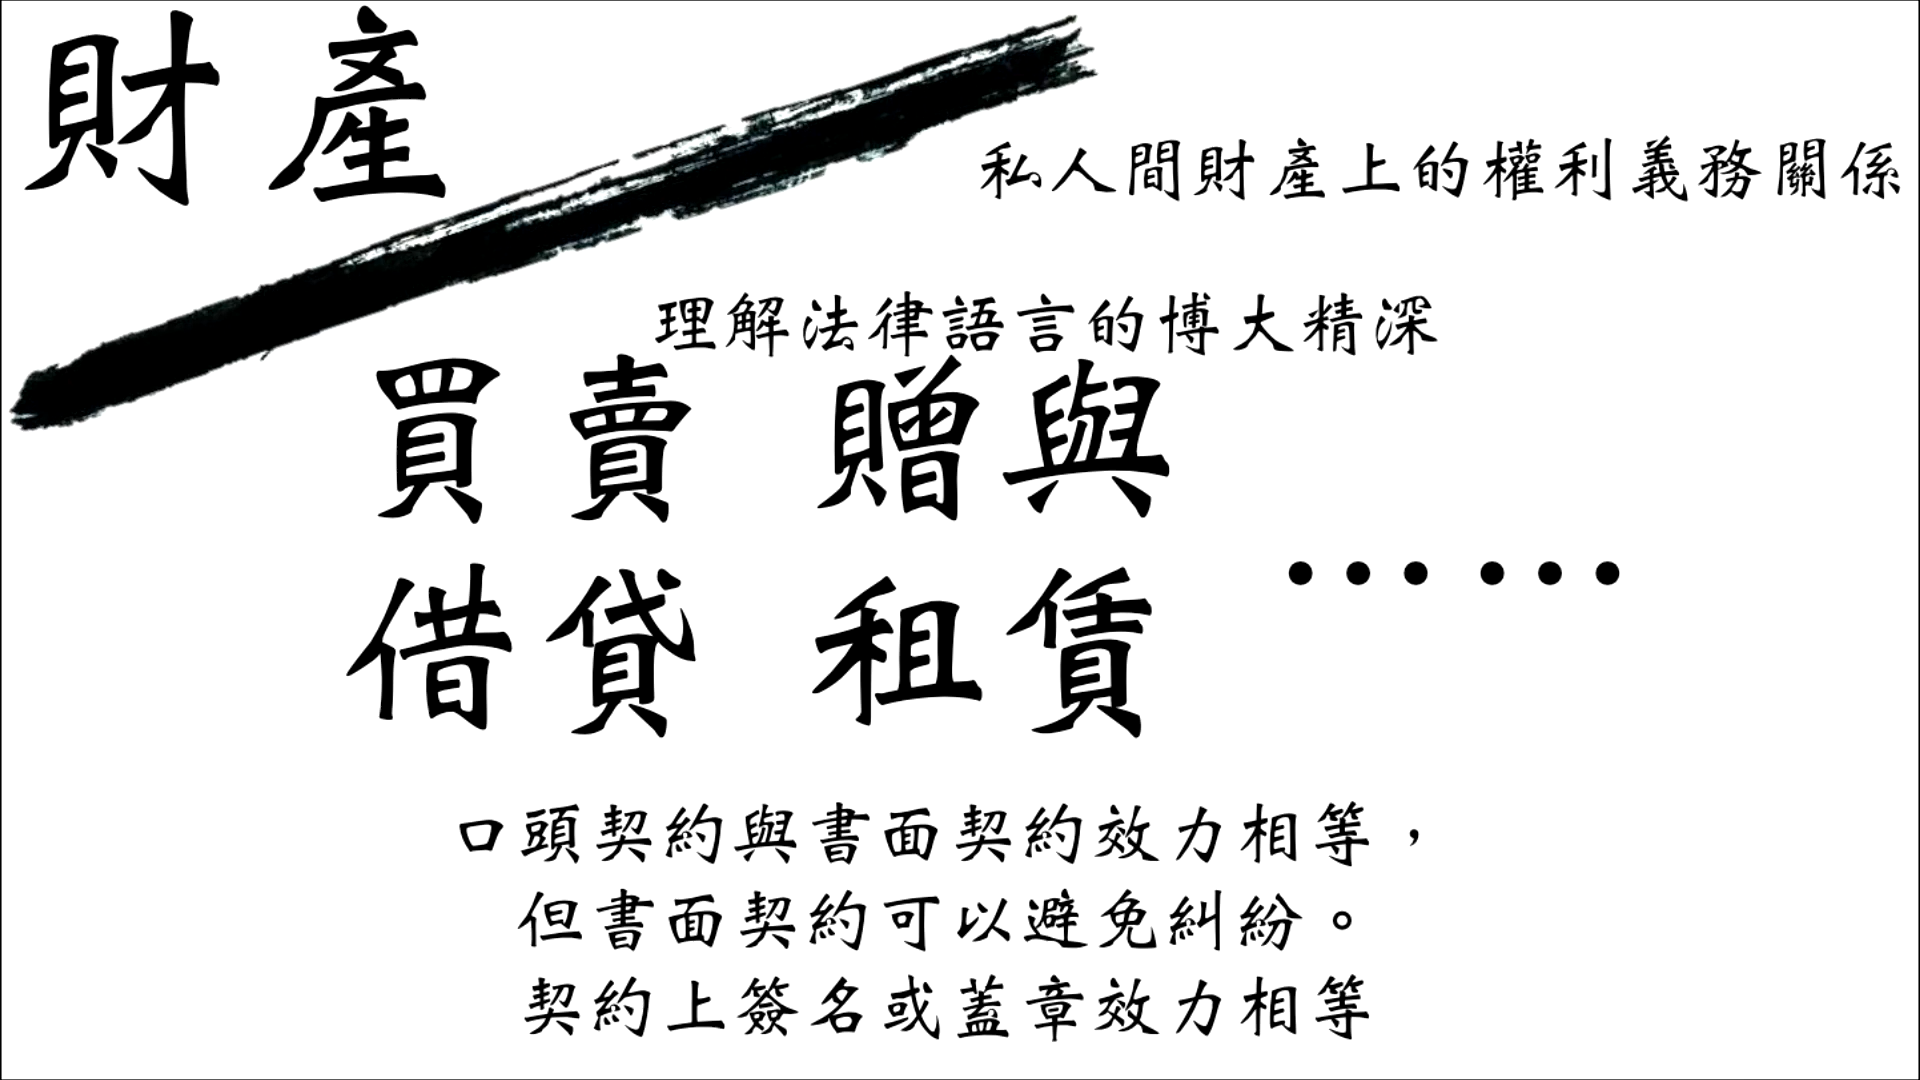 財產
私人間財產上的權利義務關係
理解法律語言的博大精深
買賣 贈與
借貸 租賃
……
口頭契約與書面契約效力相等，
但書面契約可以避免糾紛。
契約上簽名或蓋章效力相等